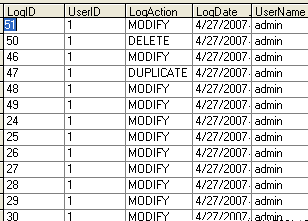 LogID UserID LogAction LogDate UserName
51 1 MODIFY 4/27/2007 admin
50 1 DELETE 4/27/2007 admin
46 1 MODIFY 4/27/2007 admin
47 1 DUPLICATE 4/27/2007 admin
48 1 MODIFY 4/27/2007 admin
49 1 MODIFY 4/27/2007 admin
24 1 MODIFY 4/27/2007 admin
25 1 MODIFY 4/27/2007 admin
26 1 MODIFY 4/27/2007 admin
27 1 MODIFY 4/27/2007 admin
28 1 MODIFY 4/27/2007 admin
29 1 MODIFY 4/27/2007 admin
30 1 MODIFY 4/27/2007 admin